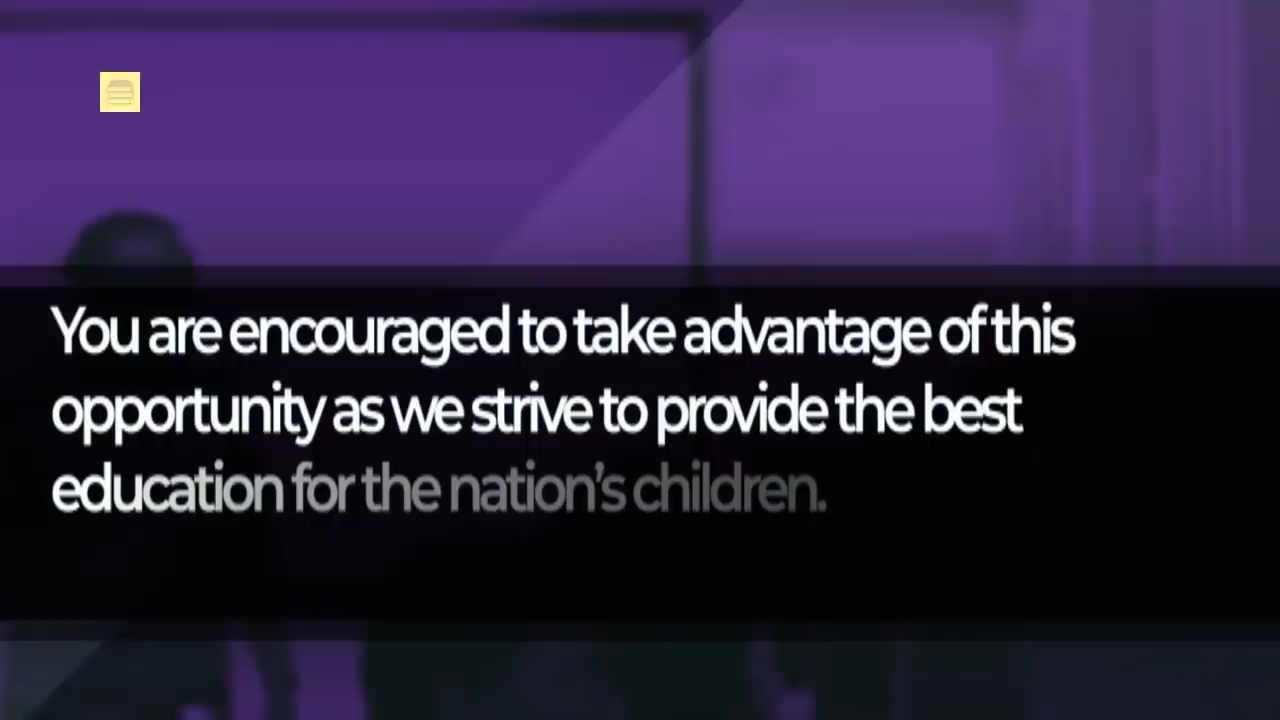 You are encouraged to take advantage of this
opportunity as we strive to provide the best
education for the nation’s children.